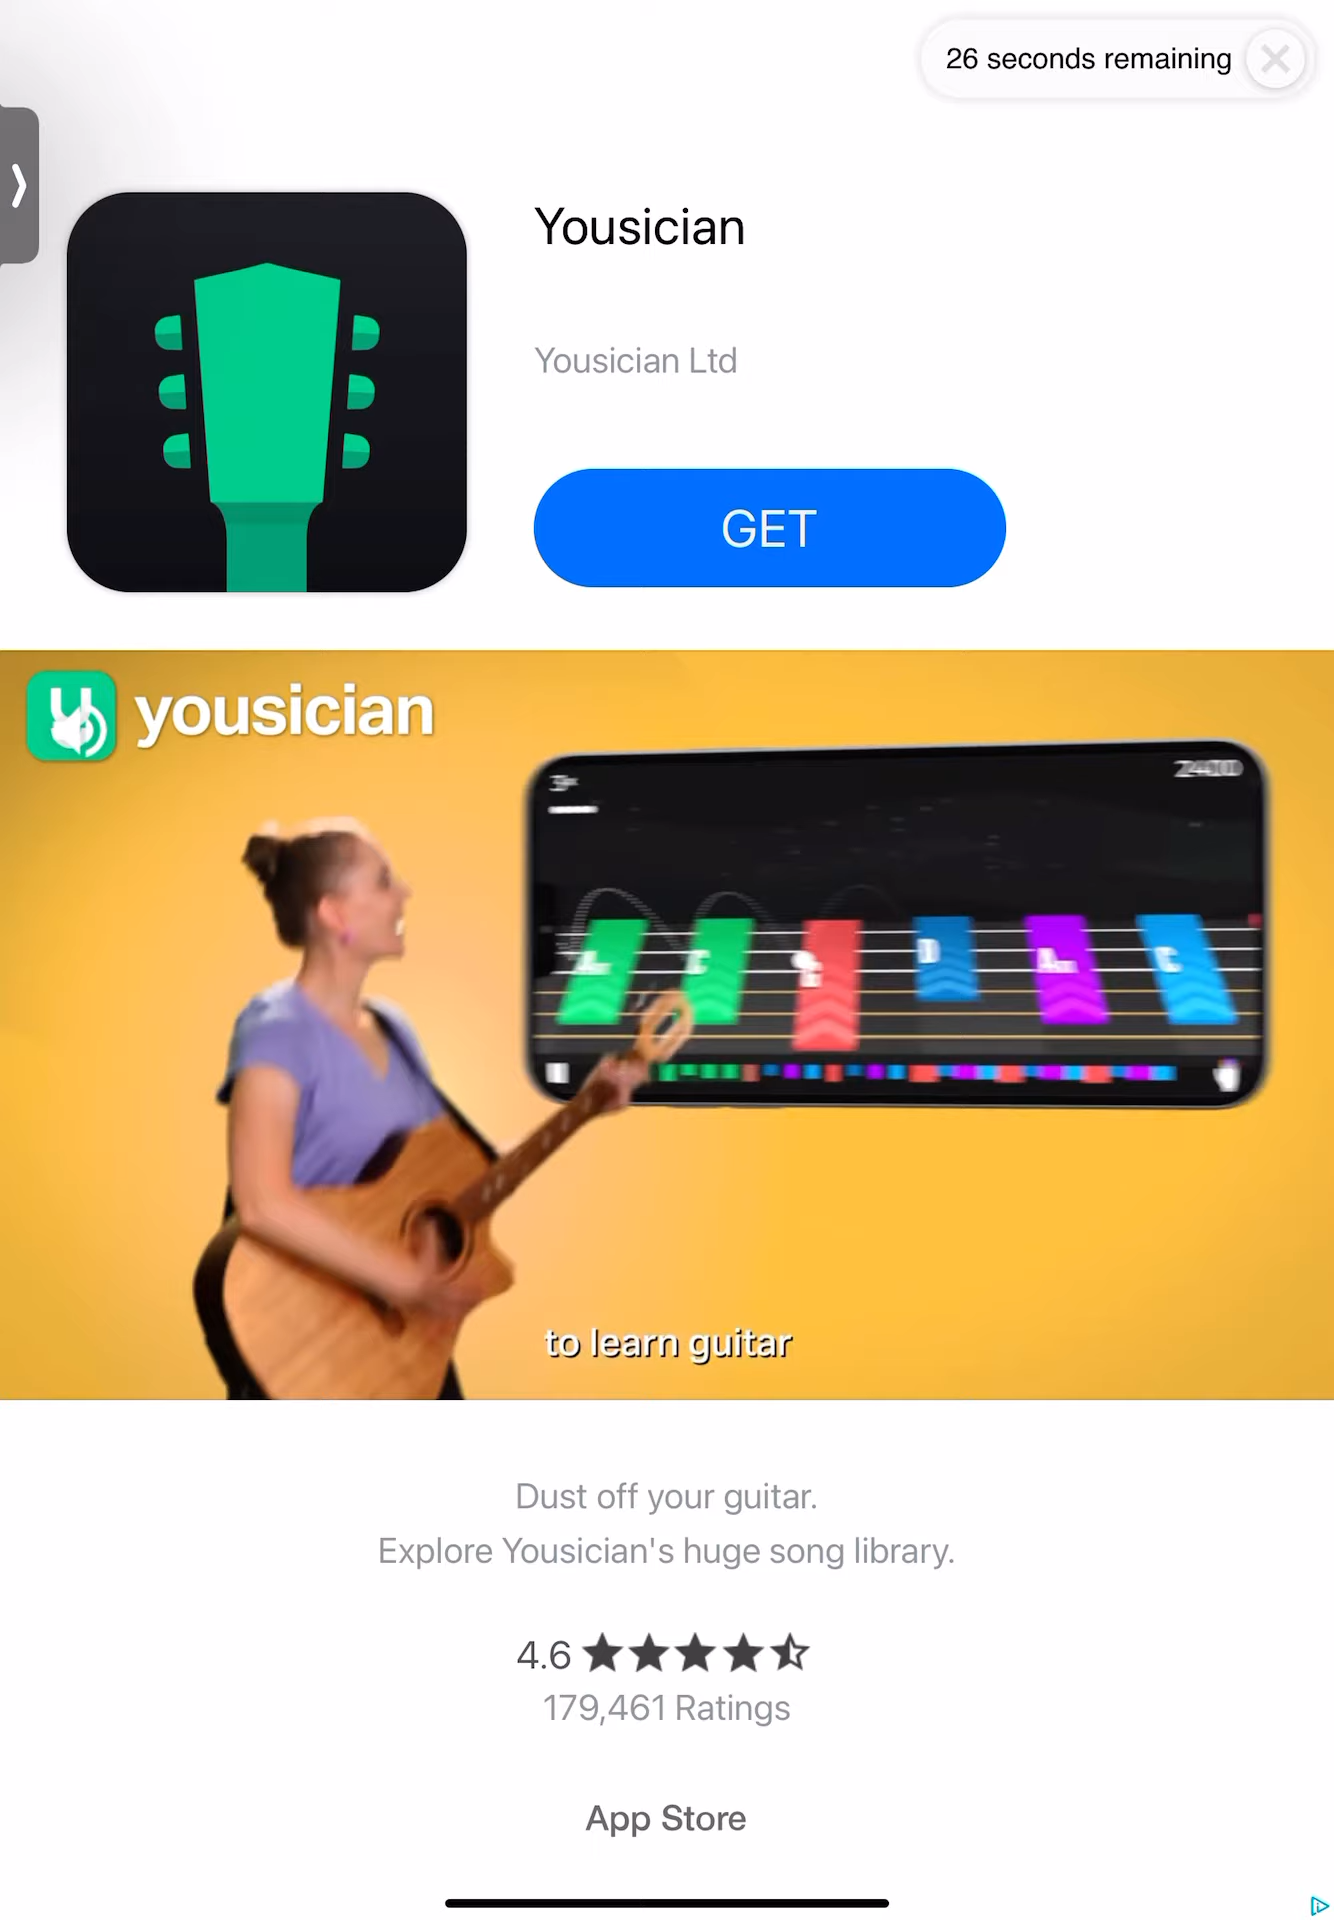 26 seconds remaining
Yousician
Yousician Ltd
GET
yousician
D
Am
C
to learn guitar
Dust off your guitar.
Explore Yousician's huge song library.
4.6
179,461 Ratings
App Store